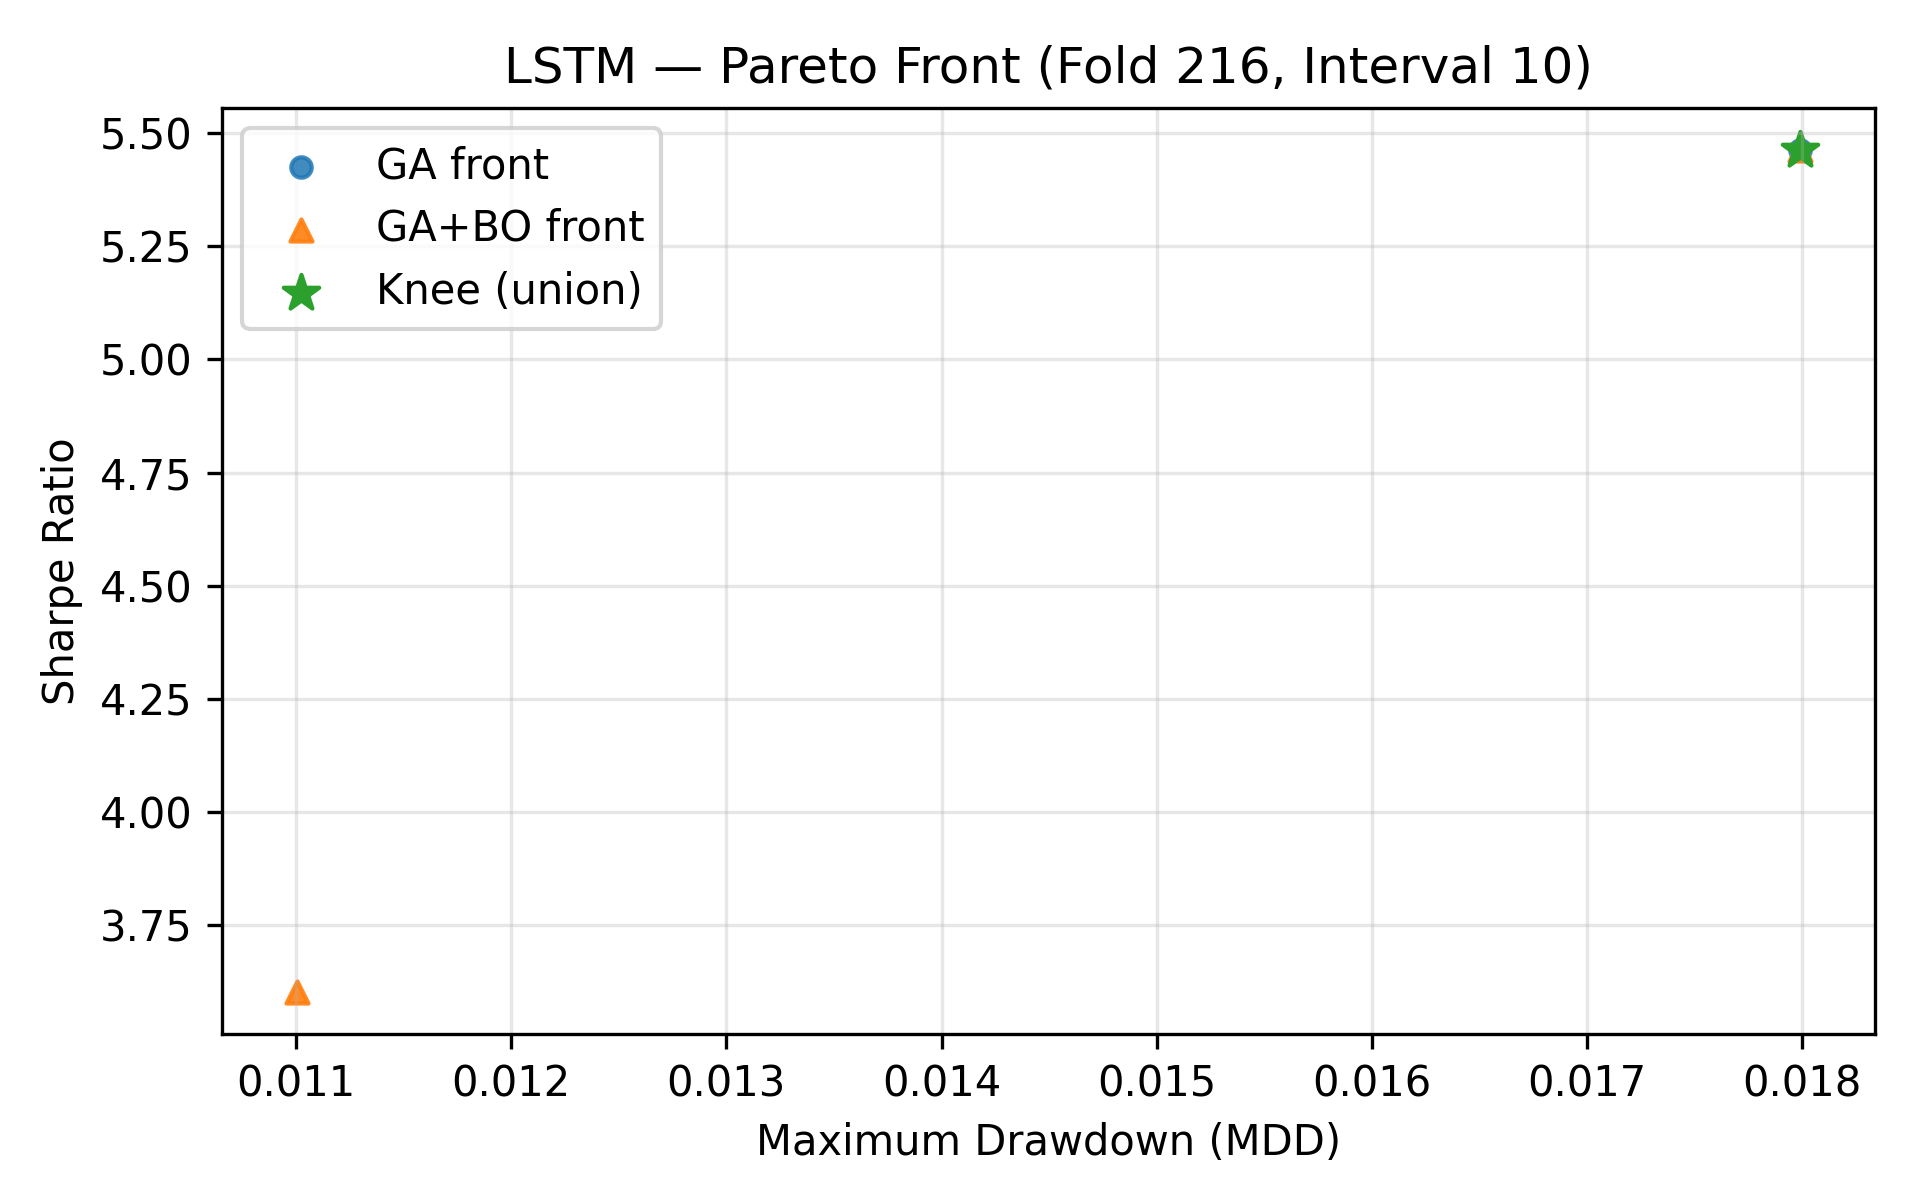 LSTM — Pareto Front (Fold 216, Interval 10)
GA front
GA+BO front
Knee (union)
5.50
5.25
5.00
4.75
4.50
4.25
4.00
3.75
Sharpe Ratio
0.011 0.012 0.013 0.014 0.015 0.016 0.017 0.018
Maximum Drawdown (MDD)